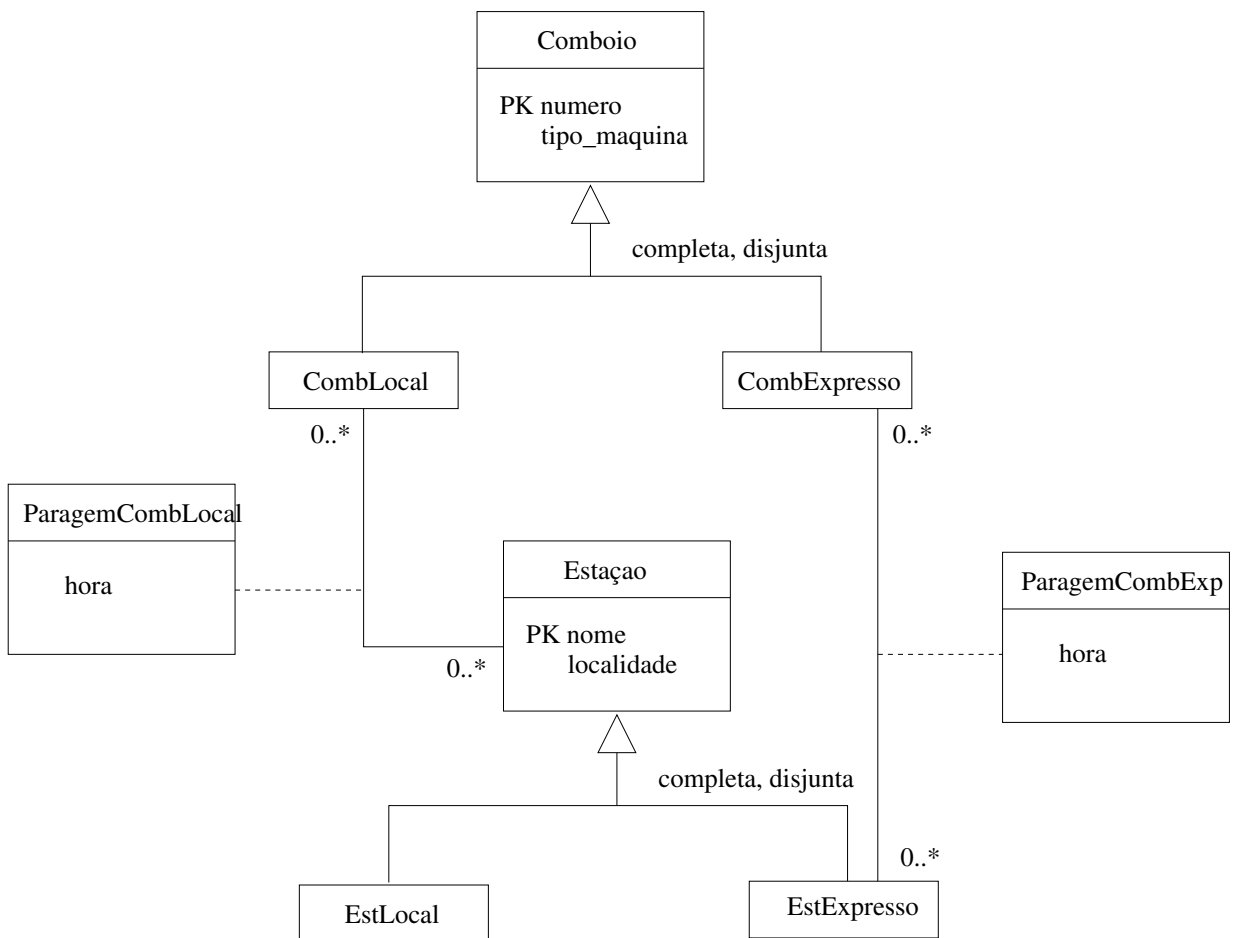 Comboio
PK numero
tipo_maquina
completa, disjunta
CombLocal
CombExpresso
0..*
0..*
ParagemCombLocal
hora
Estaçao
PK nome
localidade
ParagemCombExp
hora
0..*
completa, disjunta
0..*
EstLocal
EstExpresso